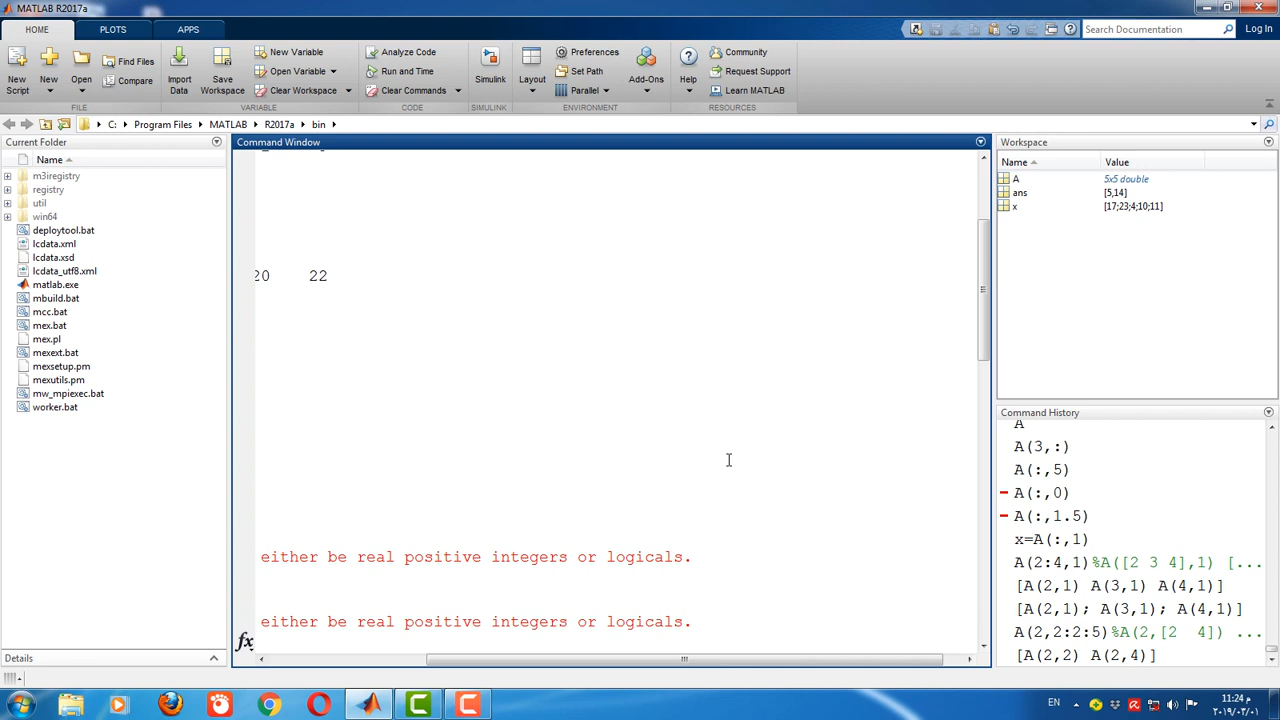 MATLAB R2017a
HOME
PLOTS
APPS
Search Documentation
Log In
New Script
New
Open
Find Files
Compare
Import Data
Save Workspace
New Variable
Open Variable
Clear Workspace
Analyze Code
Run and Time
Clear Commands
Simulink
Layout
Preferences
Set Path
Parallel
Add-Ons
Help
Community
Request Support
Learn MATLAB
FILE
VARIABLE
CODE
SIMULINK
ENVIRONMENT
RESOURCES
C: Program Files MATLAB R2017a bin
Current Folder
Name
m3iregistry
registry
util
win64
deploytool.bat
lcdata.xml
lcdata.xsd
lcdata_utf8.xml
matlab.exe
mbuild.bat
mcc.bat
mex.bat
mex.pl
mexext.bat
mexsetup.pm
mexutils.pm
mw_mpiexec.bat
worker.bat
Details
Command Window
20 22
either be real positive integers or logicals.
either be real positive integers or logicals.
fx
Workspace
Name Value
A 5x5 double
ans [5,14]
x [17;23;4;10;11]
Command History
A
A(3,:)
A(:,5)
A(:,0)
A(:,1.5)
x=A(:,1)
A(2:4,1)%A([2 3 4],1) [...
[A(2,1) A(3,1) A(4,1)]
[A(2,1); A(3,1); A(4,1)]
A(2,2:2:5)%A(2,[2 4]) ...
[A(2,2) A(2,4)]
EN
11:24 م
٢٠١٩/٠٣/٠١